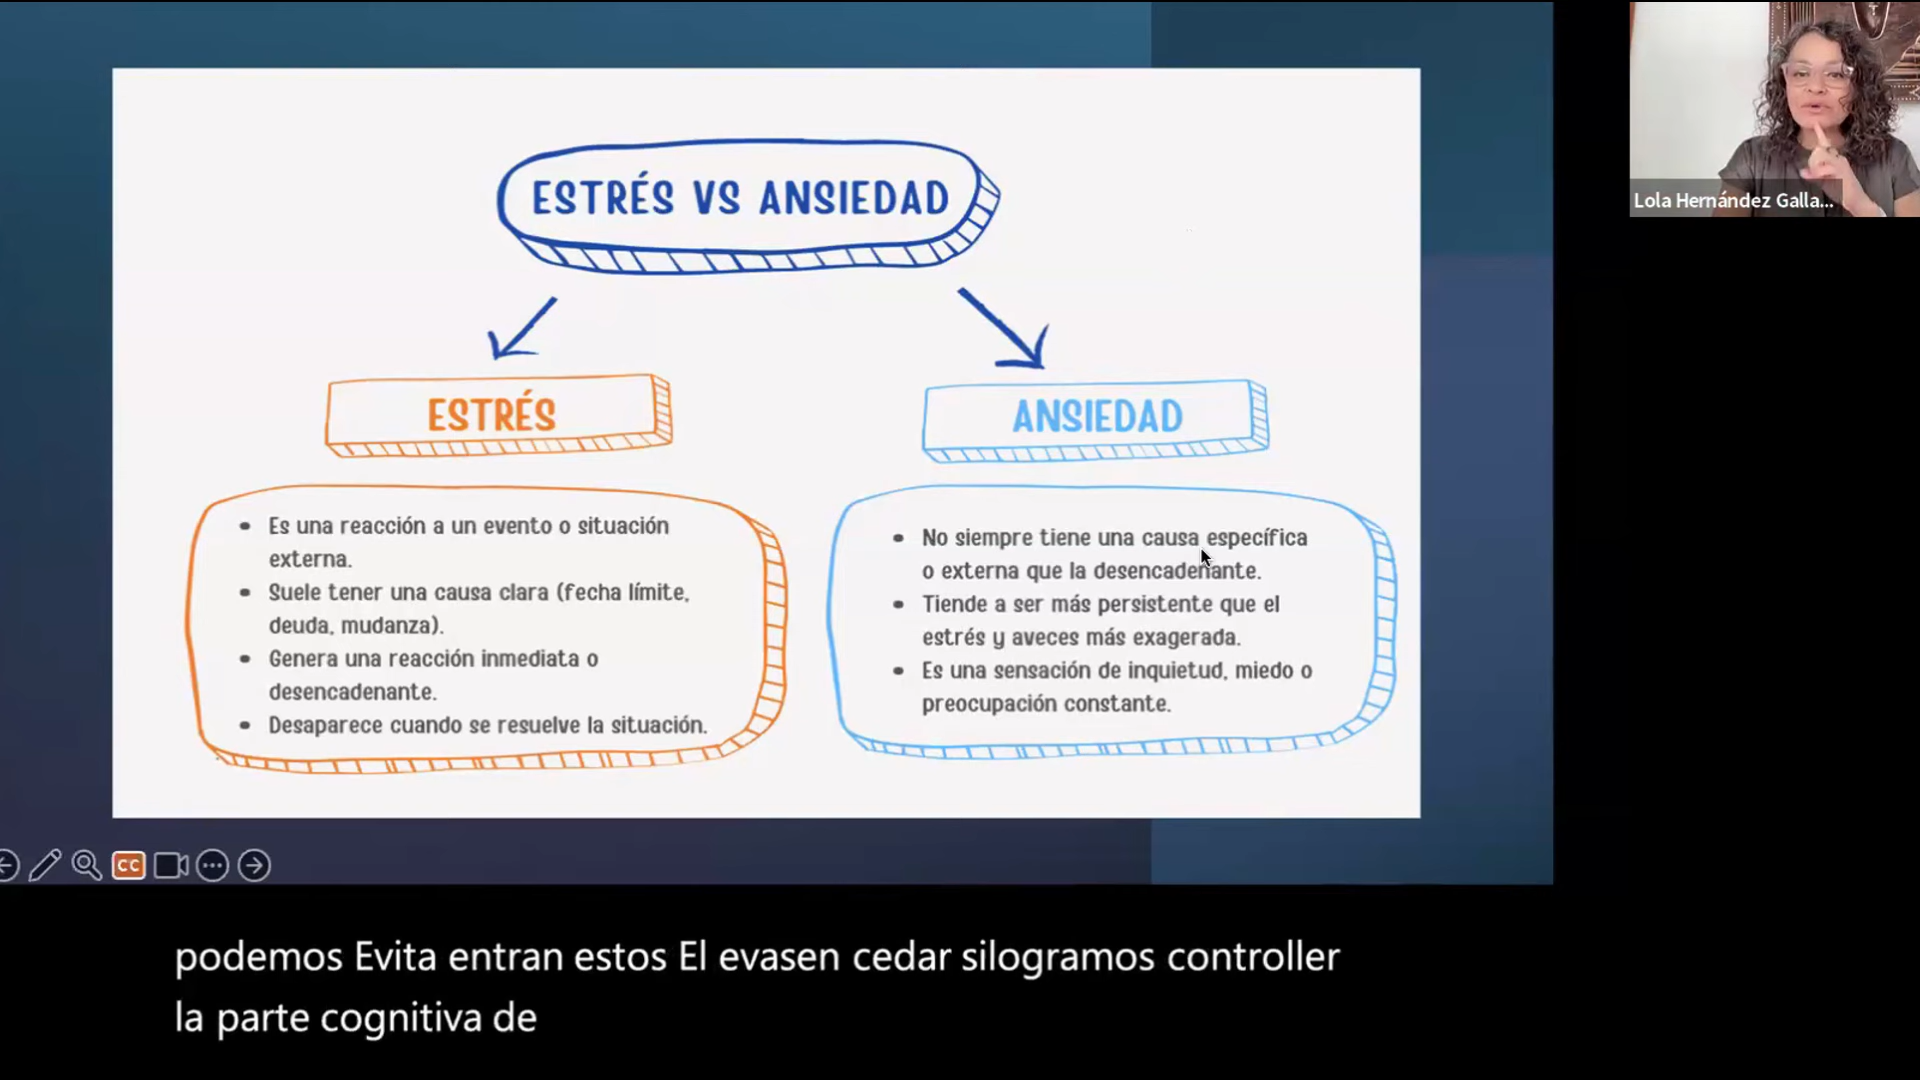 ESTRÉS VS ANSIEDAD
ESTRÉS
• Es una reacción a un evento o situación
externa.
• Suele tener una causa clara (fecha límite,
deuda, mudanza).
• Genera una reacción inmediata o
desencadenante.
• Desaparece cuando se resuelve la situación.
ANSIEDAD
• No siempre tiene una causa específica
o externa que la desencadenante.
• Tiende a ser más persistente que el
estrés y aveces más exagerada.
• Es una sensación de inquietud, miedo o
preocupación constante.
Lola Hernández Galla...
CC
podemos Evita entran estos El evasen cedar silogramos controller
la parte cognitiva de